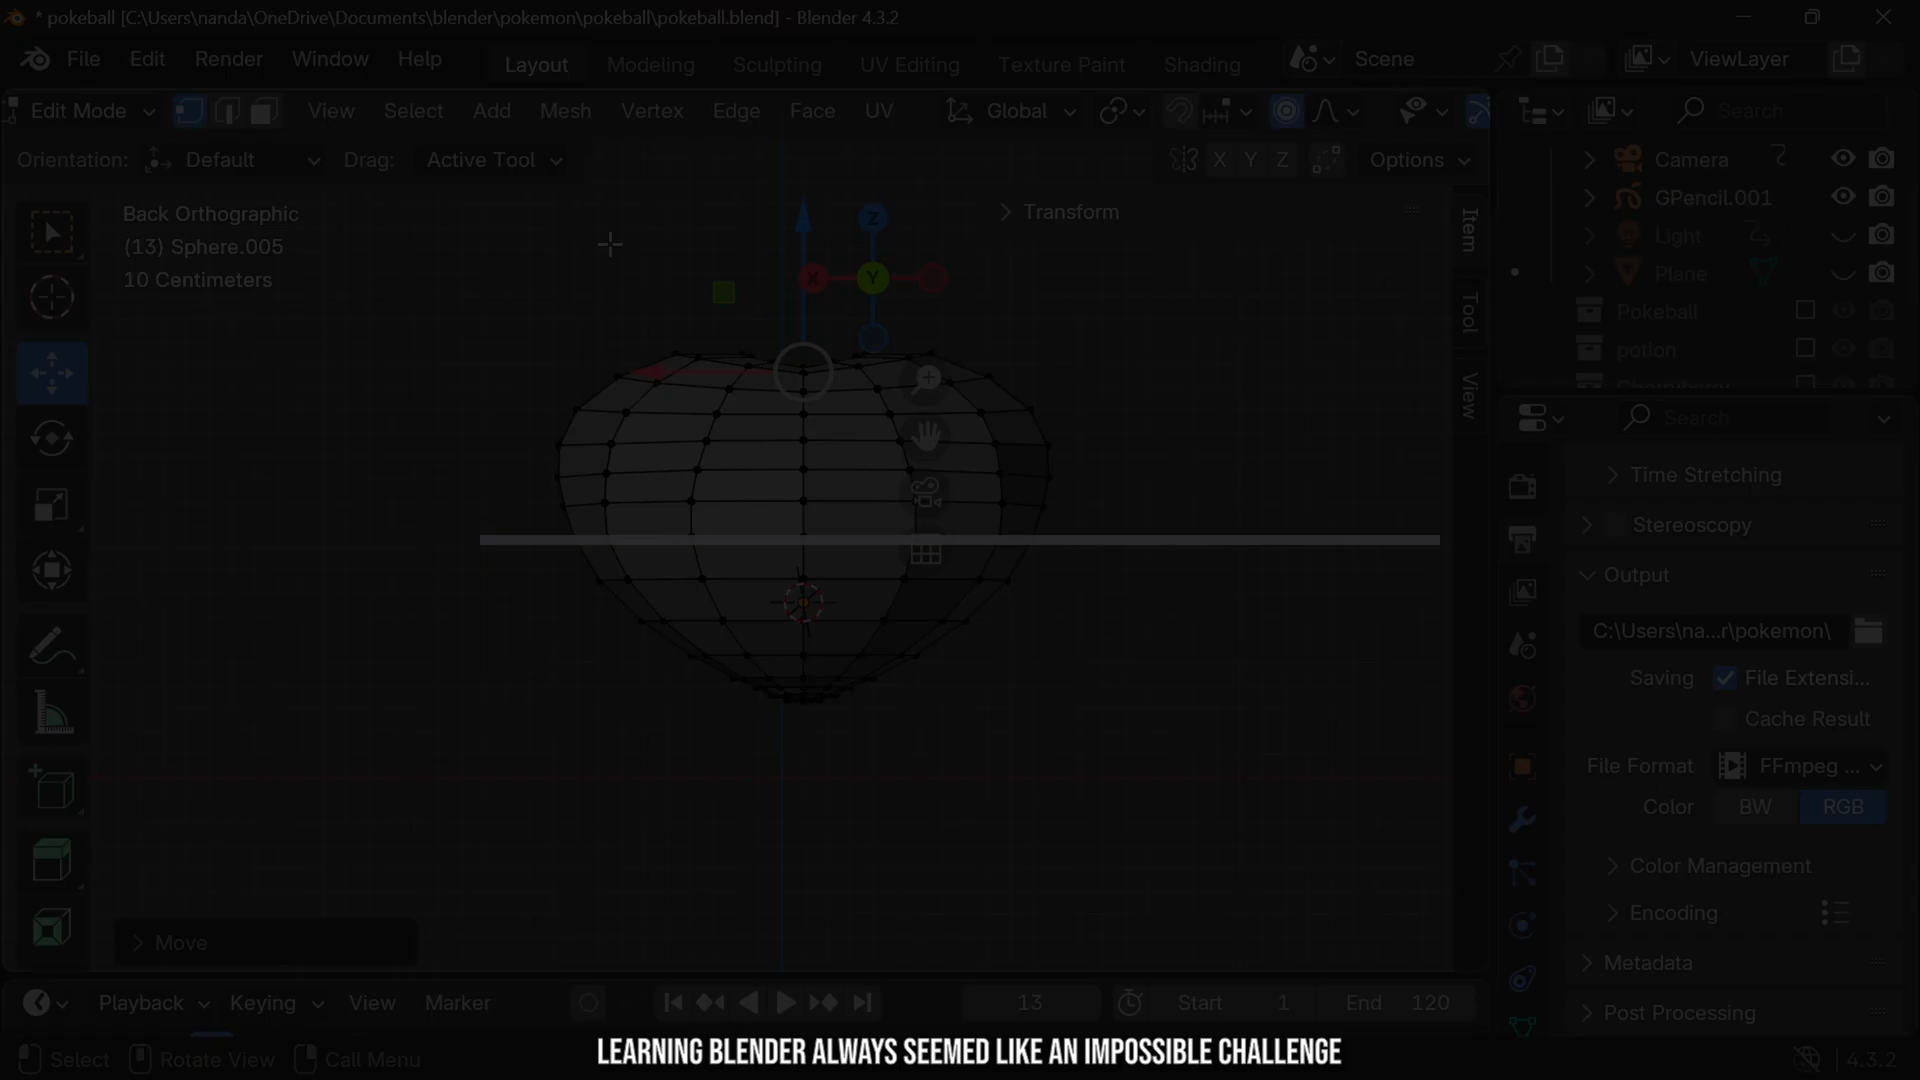 * pokeball [C:\Users\nanda\OneDrive\Documents\blender\pokemon\pokeball\pokeball.blend] - Blender 4.3.2
File Edit Render Window Help Layout Modeling Sculpting UV Editing Texture Paint Shading Scene ViewLayer
Edit Mode View Select Add Mesh Vertex Edge Face UV Global Search
Orientation: Default Drag: Active Tool X Y Z Options
Camera
GPencil.001
Light
Plane
Pokeball
potion
Back Orthographic
(13) Sphere.005
10 Centimeters
Transform
Z
X Y
Item
Tool
View
Search
Time Stretching
Stereoscopy
Output
C:\Users\na...r\pokemon\
Saving File Extensi...
Cache Result
File Format FFmpeg ...
Color BW RGB
Color Management
Encoding
Metadata
Post Processing
Move
Playback Keying View Marker 13 Start 1 End 120
Select Rotate View Call Menu 4.3.2
LEARNING BLENDER ALWAYS SEEMED LIKE AN IMPOSSIBLE CHALLENGE